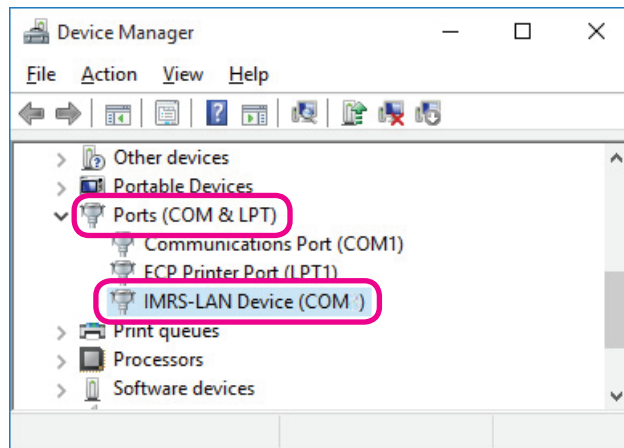 Device Manager
File Action View Help
Other devices
Portable Devices
Ports (COM & LPT)
Communications Port (COM1)
ECP Printer Port (LPT1)
IMRS-LAN Device (COM )
Print queues
Processors
Software devices